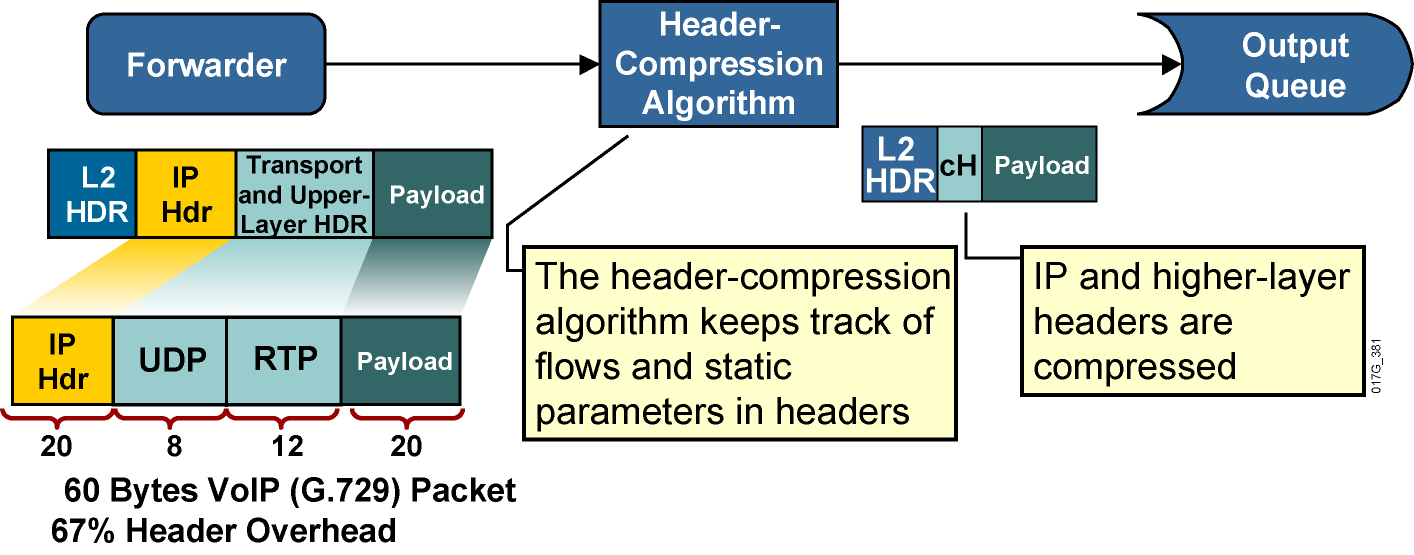 Forwarder
Header-
Compression
Algorithm
Output
Queue
L2
HDR
IP
Hdr
Transport
and Upper-
Layer HDR
Payload
L2
HDR
cH
Payload
The header-compression
algorithm keeps track of
flows and static
parameters in headers
IP and higher-layer
headers are
compressed
017G_381
IP
Hdr
UDP
RTP
Payload
20
8
12
20
60 Bytes VoIP (G.729) Packet
67% Header Overhead